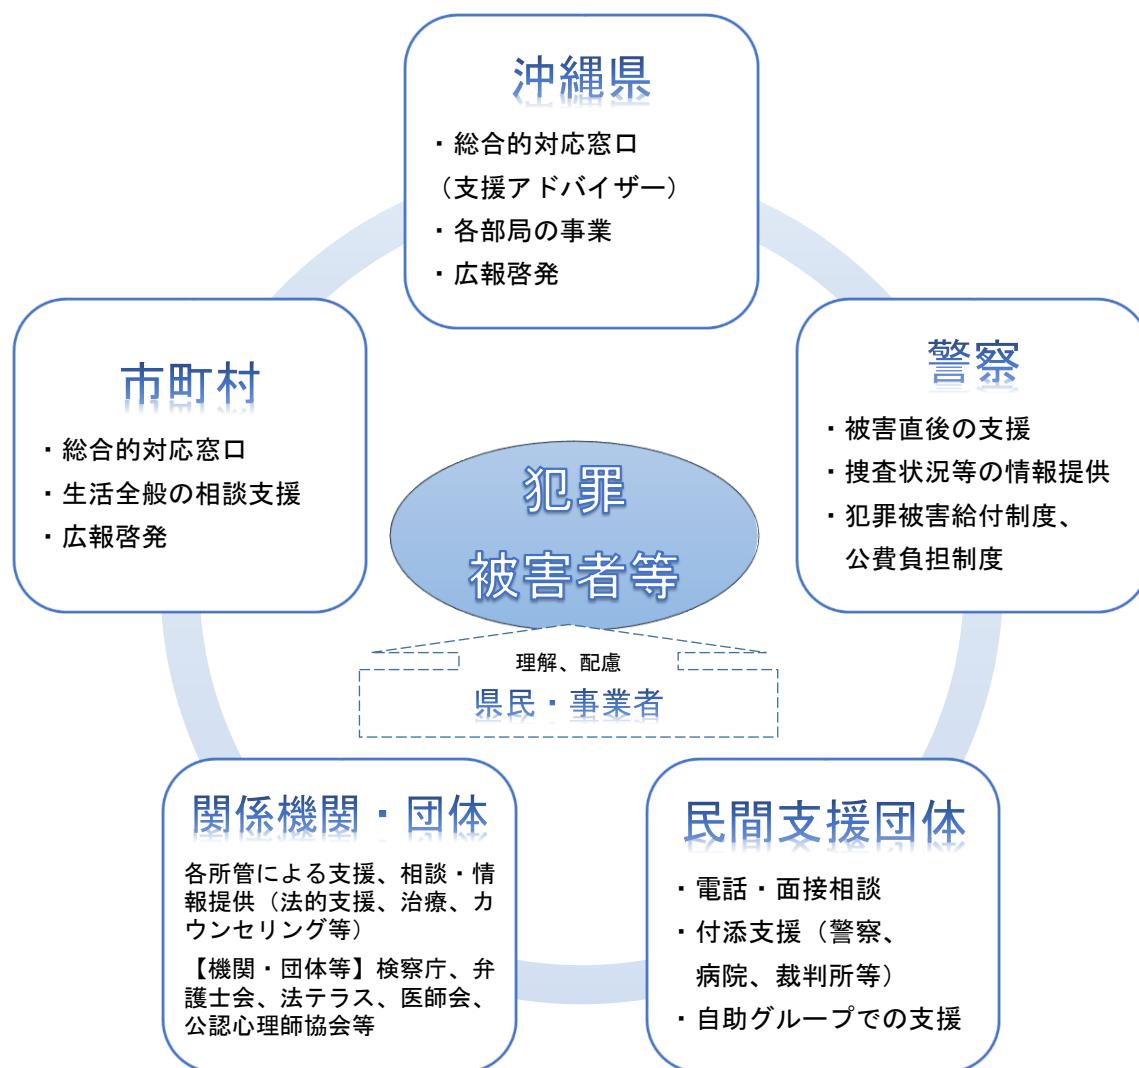 沖縄県
・総合的対応窓口
（支援アドバイザー）
・各部局の事業
・広報啓発
市町村
・総合的対応窓口
・生活全般の相談支援
・広報啓発
警察
・被害直後の支援
・捜査状況等の情報提供
・犯罪被害給付制度、
公費負担制度
犯罪
被害者等
理解、配慮
県民・事業者
関係機関・団体
各所管による支援、相談・情
報提供（法的支援、治療、カ
ウンセリング等）
【機関・団体等】検察庁、弁
護士会、法テラス、医師会、
公認心理師協会等
民間支援団体
・電話・面接相談
・付添支援（警察、
病院、裁判所等）
・自助グループでの支援